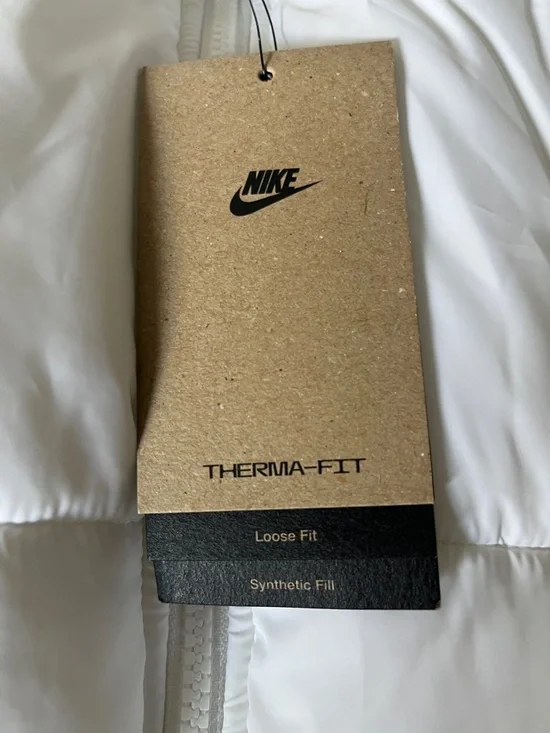 NIKE
THERMA-FIT
Loose Fit
Synthetic Fill